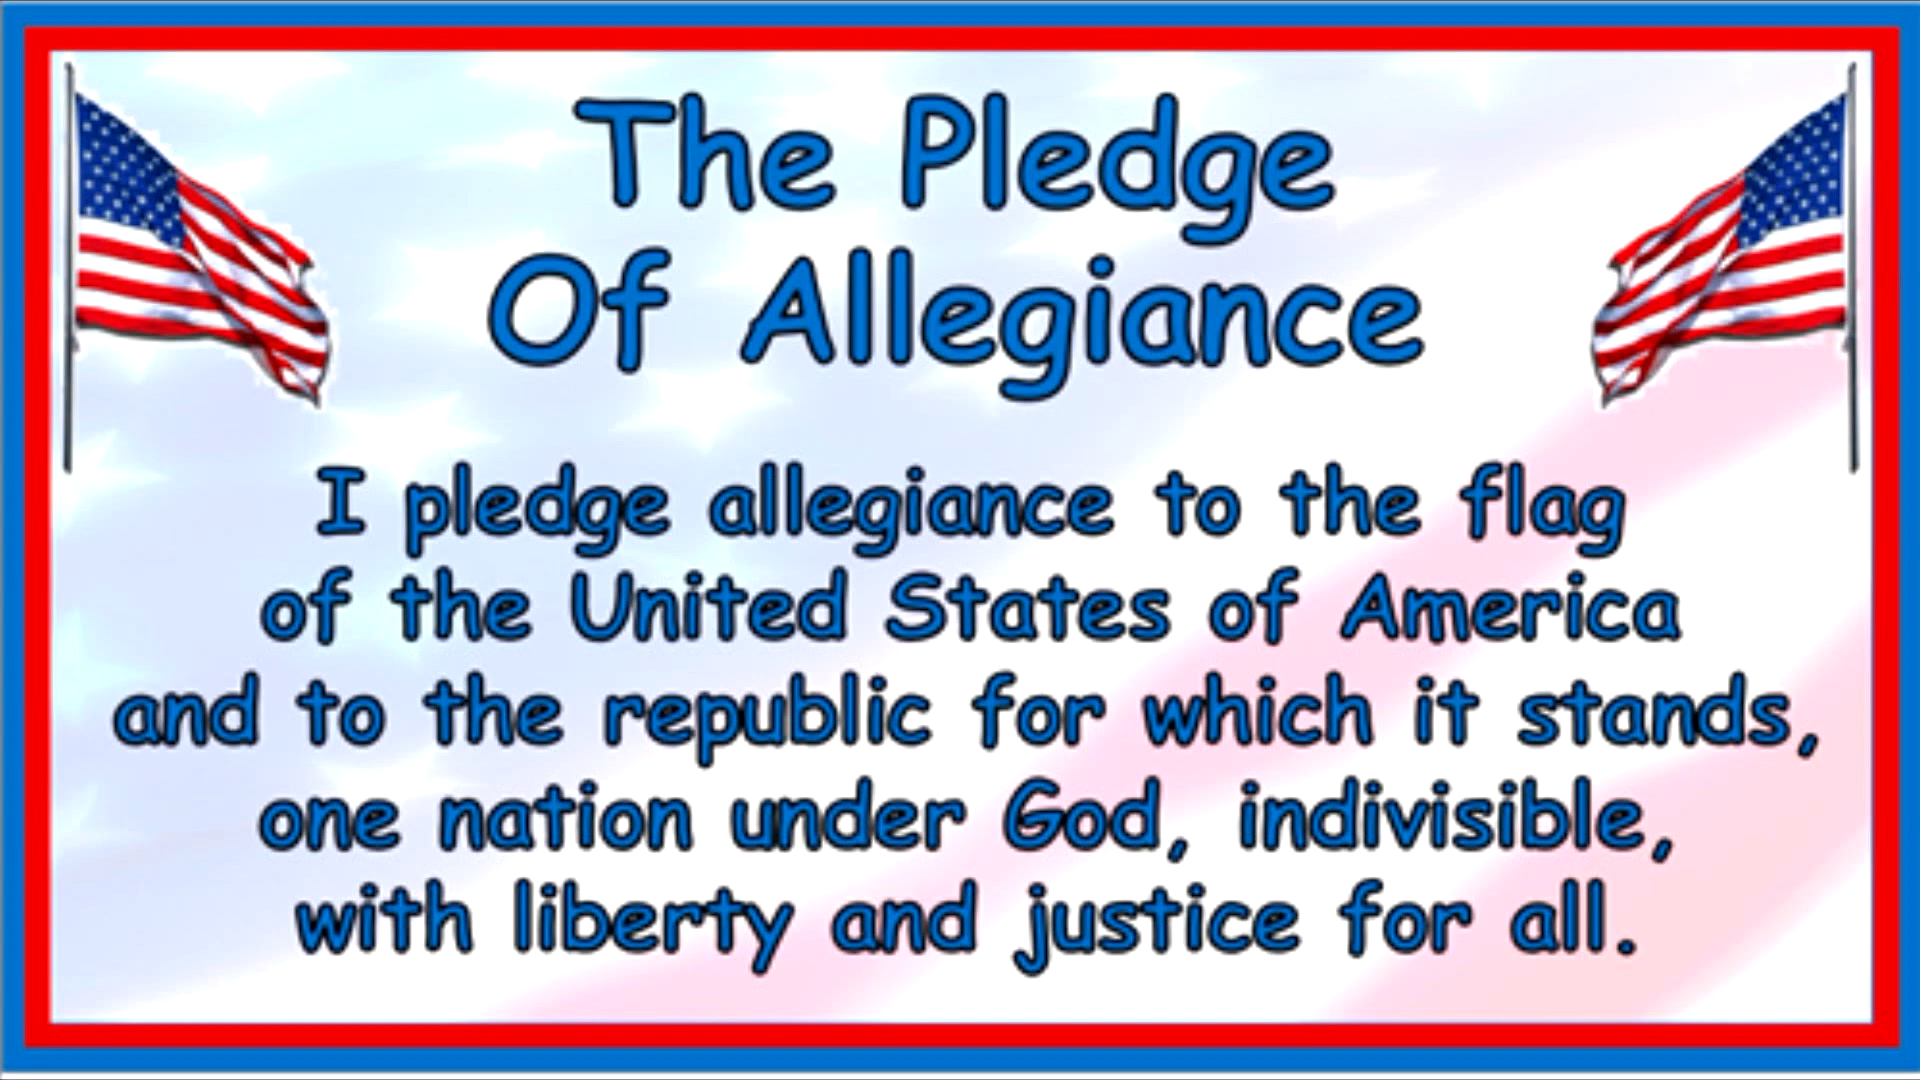 The Pledge
Of Allegiance
I pledge allegiance to the flag
of the United States of America
and to the republic for which it stands,
one nation under God, indivisible,
with liberty and justice for all.